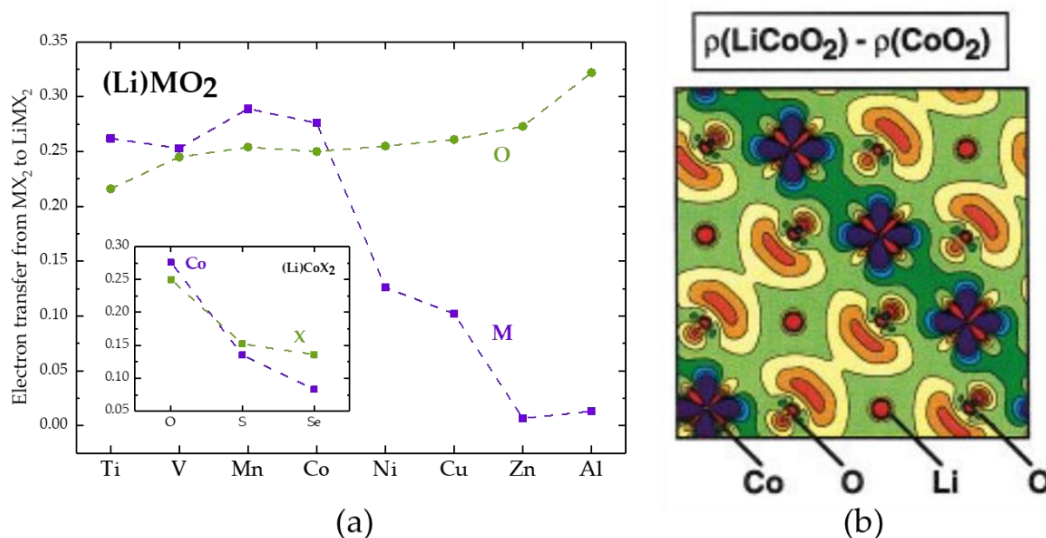 Electron transfer from MX₂ to LiMX₂
0.35
0.30
0.25
0.20
0.15
0.10
0.05
0.00
(Li)MO₂
O
M
0.30
0.25
0.20
0.15
0.10
0.05
Co
(Li)CoX₂
X
O S Se
Ti V Mn Co Ni Cu Zn Al
(a)
ρ(LiCoO₂) - ρ(CoO₂)
Co O Li O
(b)